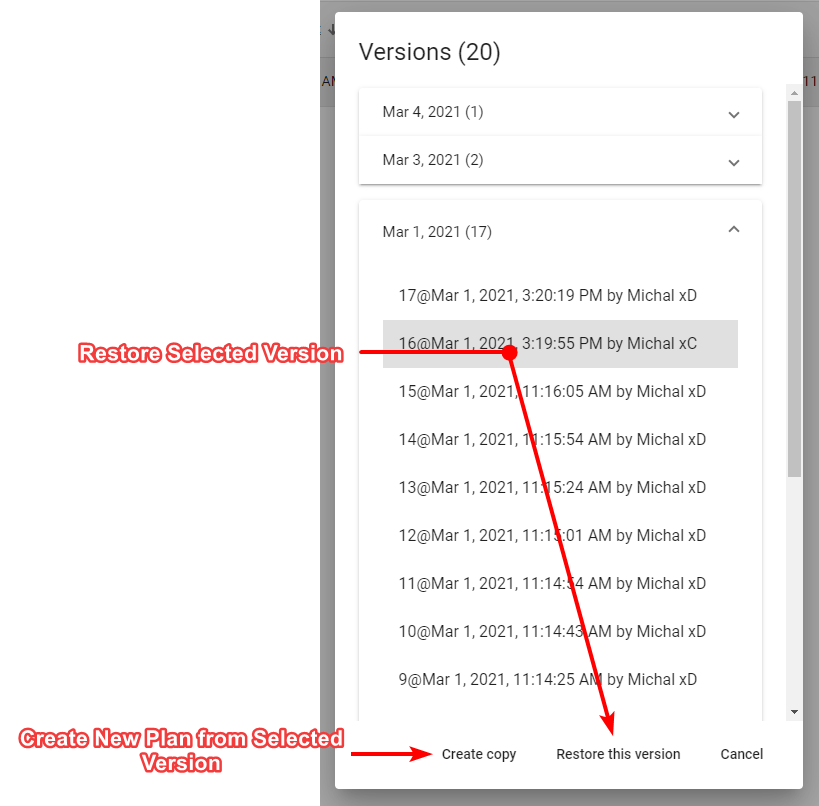 AM
11
Versions (20)
Mar 4, 2021 (1)
Mar 3, 2021 (2)
Mar 1, 2021 (17)
17@Mar 1, 2021, 3:20:19 PM by Michal xD
Restore Selected Version
16@Mar 1, 2021, 3:19:55 PM by Michal xC
15@Mar 1, 2021, 11:16:05 AM by Michal xD
14@Mar 1, 2021, 11:15:54 AM by Michal xD
13@Mar 1, 2021, 11:15:24 AM by Michal xD
12@Mar 1, 2021, 11:15:01 AM by Michal xD
11@Mar 1, 2021, 11:14:54 AM by Michal xD
10@Mar 1, 2021, 11:14:43 AM by Michal xD
9@Mar 1, 2021, 11:14:25 AM by Michal xD
Create New Plan from Selected
Version
Create copy Restore this version Cancel